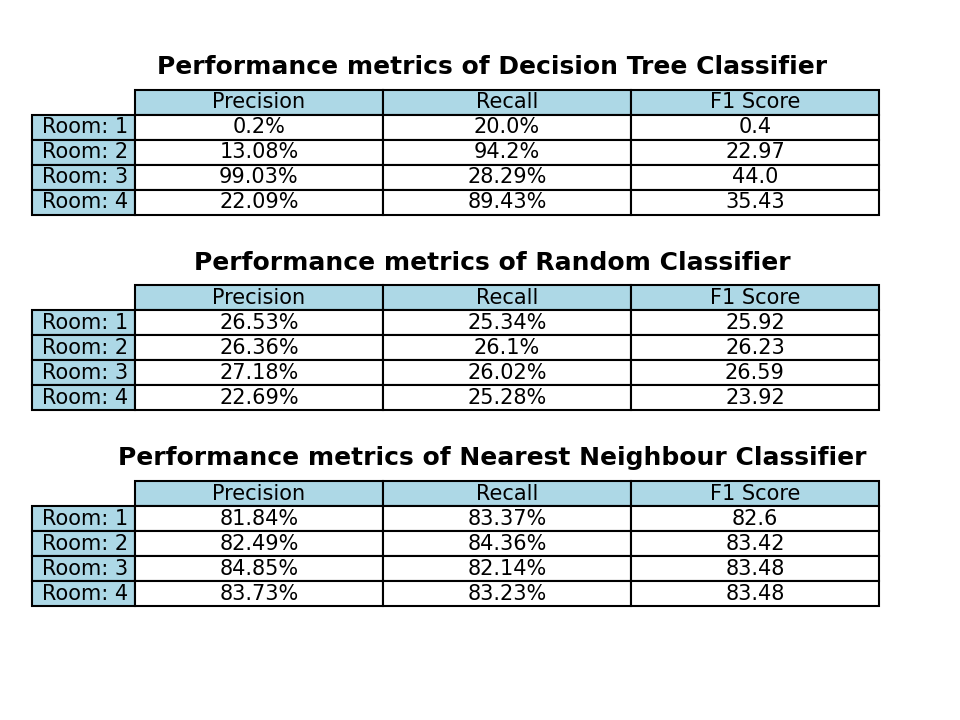 Performance metrics of Decision Tree Classifier
Precision Recall F1 Score
Room: 1 0.2% 20.0% 0.4
Room: 2 13.08% 94.2% 22.97
Room: 3 99.03% 28.29% 44.0
Room: 4 22.09% 89.43% 35.43
Performance metrics of Random Classifier
Precision Recall F1 Score
Room: 1 26.53% 25.34% 25.92
Room: 2 26.36% 26.1% 26.23
Room: 3 27.18% 26.02% 26.59
Room: 4 22.69% 25.28% 23.92
Performance metrics of Nearest Neighbour Classifier
Precision Recall F1 Score
Room: 1 81.84% 83.37% 82.6
Room: 2 82.49% 84.36% 83.42
Room: 3 84.85% 82.14% 83.48
Room: 4 83.73% 83.23% 83.48